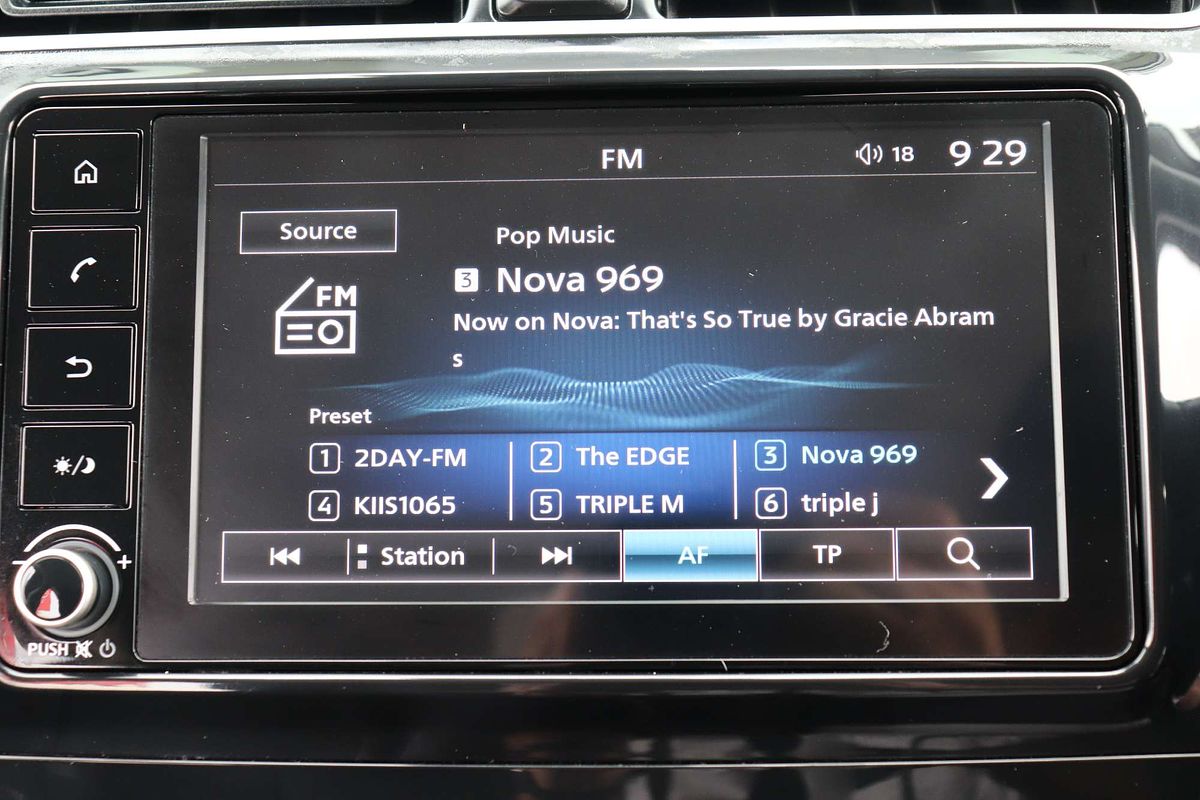 FM 18 9 29
Source
Pop Music
3 Nova 969
FM
Now on Nova: That's So True by Gracie Abram
s
Preset
1 2DAY-FM 2 The EDGE 3 Nova 969
4 KIIS1065 5 TRIPLE M 6 triple j
Station AF TP
- +
PUSH